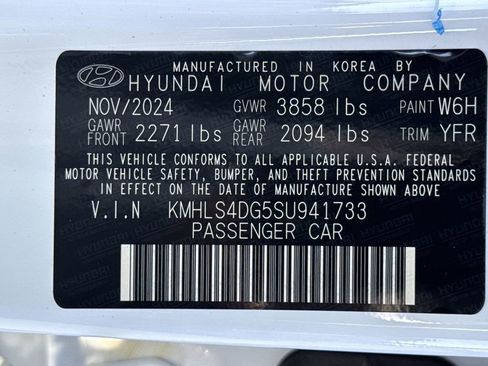 MANUFACTURED IN KOREA BY
HYUNDAI MOTOR COMPANY
NOV/2024 GVWR 3858 lbs PAINT W6H
GAWR FRONT 2271 lbs GAWR REAR 2094 lbs TRIM YFR
THIS VEHICLE CONFORMS TO ALL APPLICABLE U.S.A. FEDERAL
MOTOR VEHICLE SAFETY, BUMPER, AND THEFT PREVENTION STANDARDS
IN EFFECT ON THE DATE OF MANUFACTURE SHOWN ABOVE
V.I.N KMHLS4DG5SU941733
PASSENGER CAR